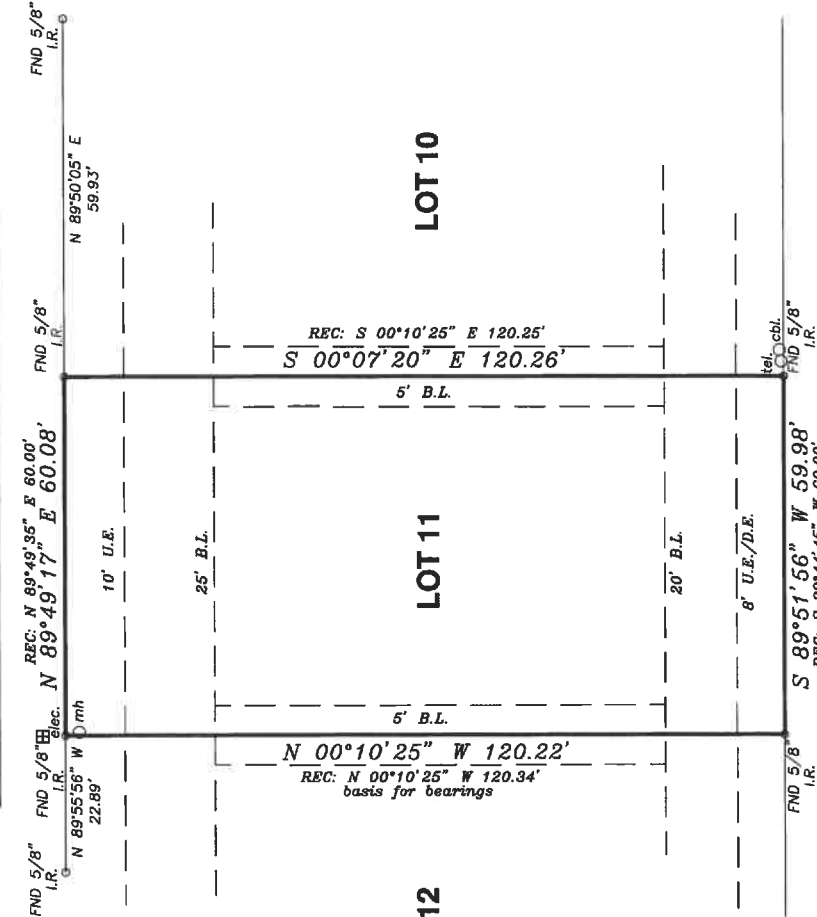 FND 5/8"
I.R.
N 89°50'05" E
59.93'
LOT 10
FND 5/8"
I.R.
REC: S 00°10'25" E 120.25'
S 00°07'20" E 120.26'
5' B.L.
tel.
cbl.
FND 5/8"
I.R.
REC: N 89°49'35" E 60.00'
N 89°49'17" E 60.08'
10' U.E.
25' B.L.
LOT 11
20' B.L.
8' U.E./D.E.
S 89°51'56" W 59.98'
elec.
mh
FND 5/8"
I.R.
N 89°55'56" W
22.89'
5' B.L.
N 00°10'25" W 120.22'
REC: N 00°10'25" W 120.34'
basis for bearings
FND 5/8"
I.R.
FND 5/8"
I.R.
12